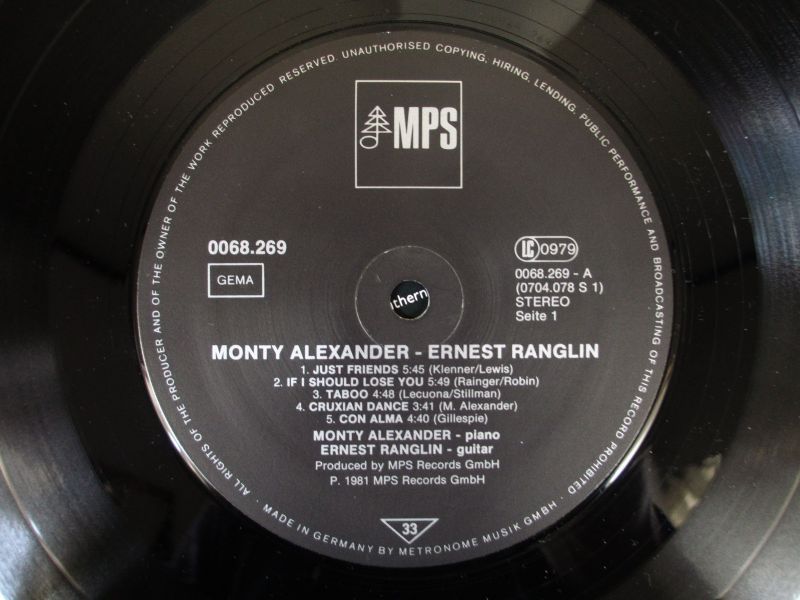 ALL RIGHTS OF THE PRODUCER AND OF THE OWNER OF THE WORK REPRODUCED RESERVED. UNAUTHORISED COPYING, HIRING, LENDING, PUBLIC PERFORMANCE AND BROADCASTING OF THIS RECORD PROHIBITED
MPS
0068.269
GEMA
LC 0979
0068.269 - A
(0704.078 S 1)
STEREO
Seite 1
thern
MONTY ALEXANDER - ERNEST RANGLIN
1. JUST FRIENDS 5:45 (Klenner/Lewis)
2. IF I SHOULD LOSE YOU 5:49 (Rainger/Robin)
3. TABOO 4:48 (Lecuona/Stillman)
4. CRUXIAN DANCE 3:41 (M. Alexander)
5. CON ALMA 4:40 (Gillespie)
MONTY ALEXANDER - piano
ERNEST RANGLIN - guitar
Produced by MPS Records GmbH
P. 1981 MPS Records GmbH
33
· MADE IN GERMANY BY METRONOME MUSIK GMBH ·